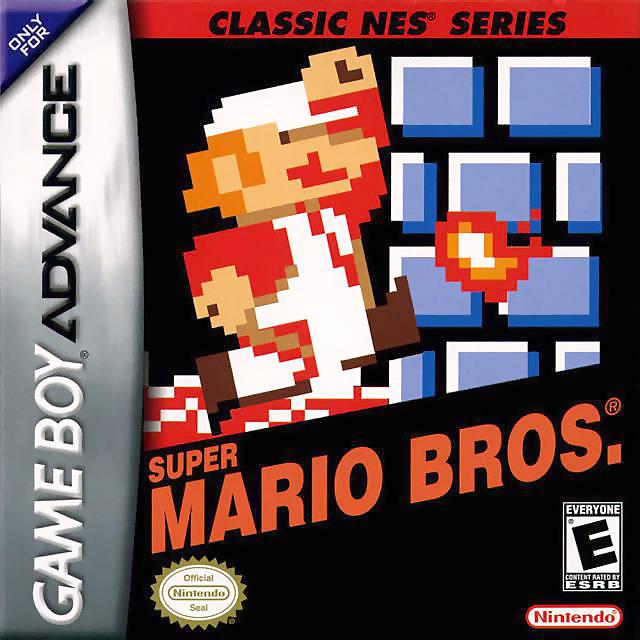 ONLY FOR
GAME BOY ADVANCE
CLASSIC NES® SERIES
SUPER
MARIO BROS.®
Official
Nintendo
Seal
EVERYONE
E
CONTENT RATED BY
ESRB
Nintendo